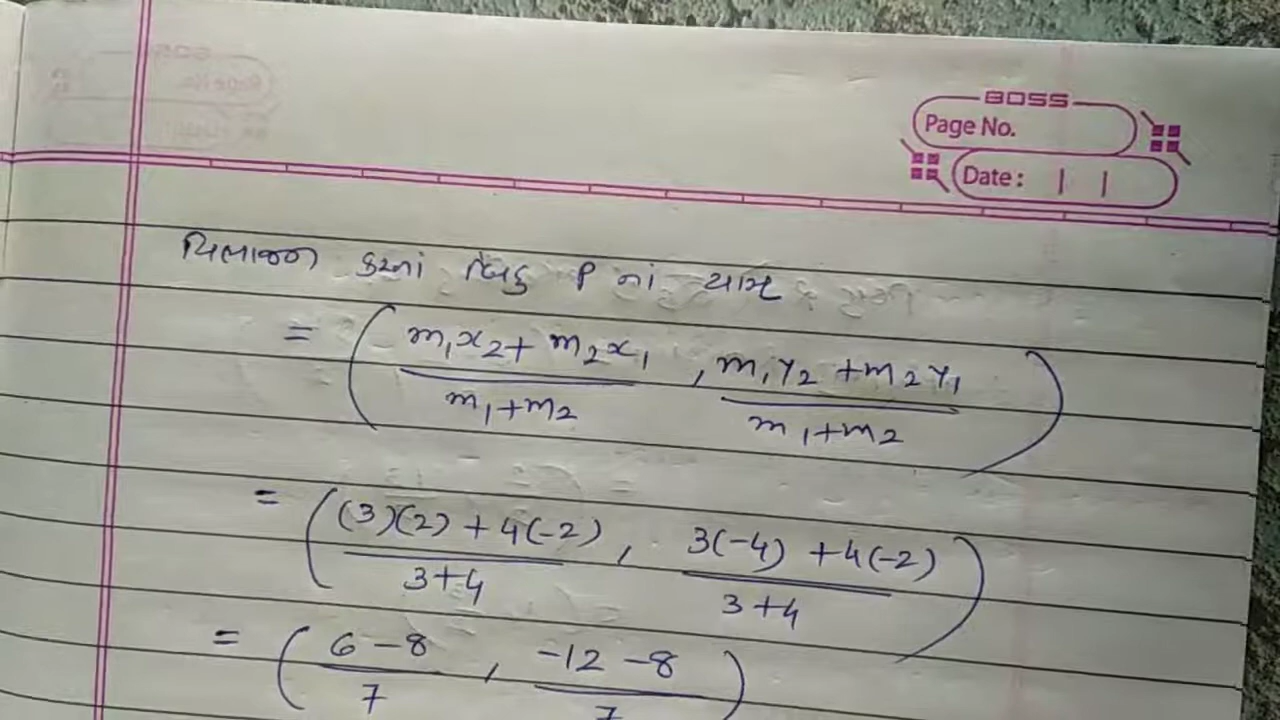 BOSS
Page No.
Date :
વિભાજન કરતાં બિંદુ P નાં યામ
= ( m₁x₂ + m₂x₁ / m₁+m₂ , m₁y₂ + m₂y₁ / m₁+m₂ )
= ( (3)(2) + 4(-2) / 3+4 , 3(-4) + 4(-2) / 3+4 )
= ( 6 - 8 / 7 , -12 - 8 / 7 )